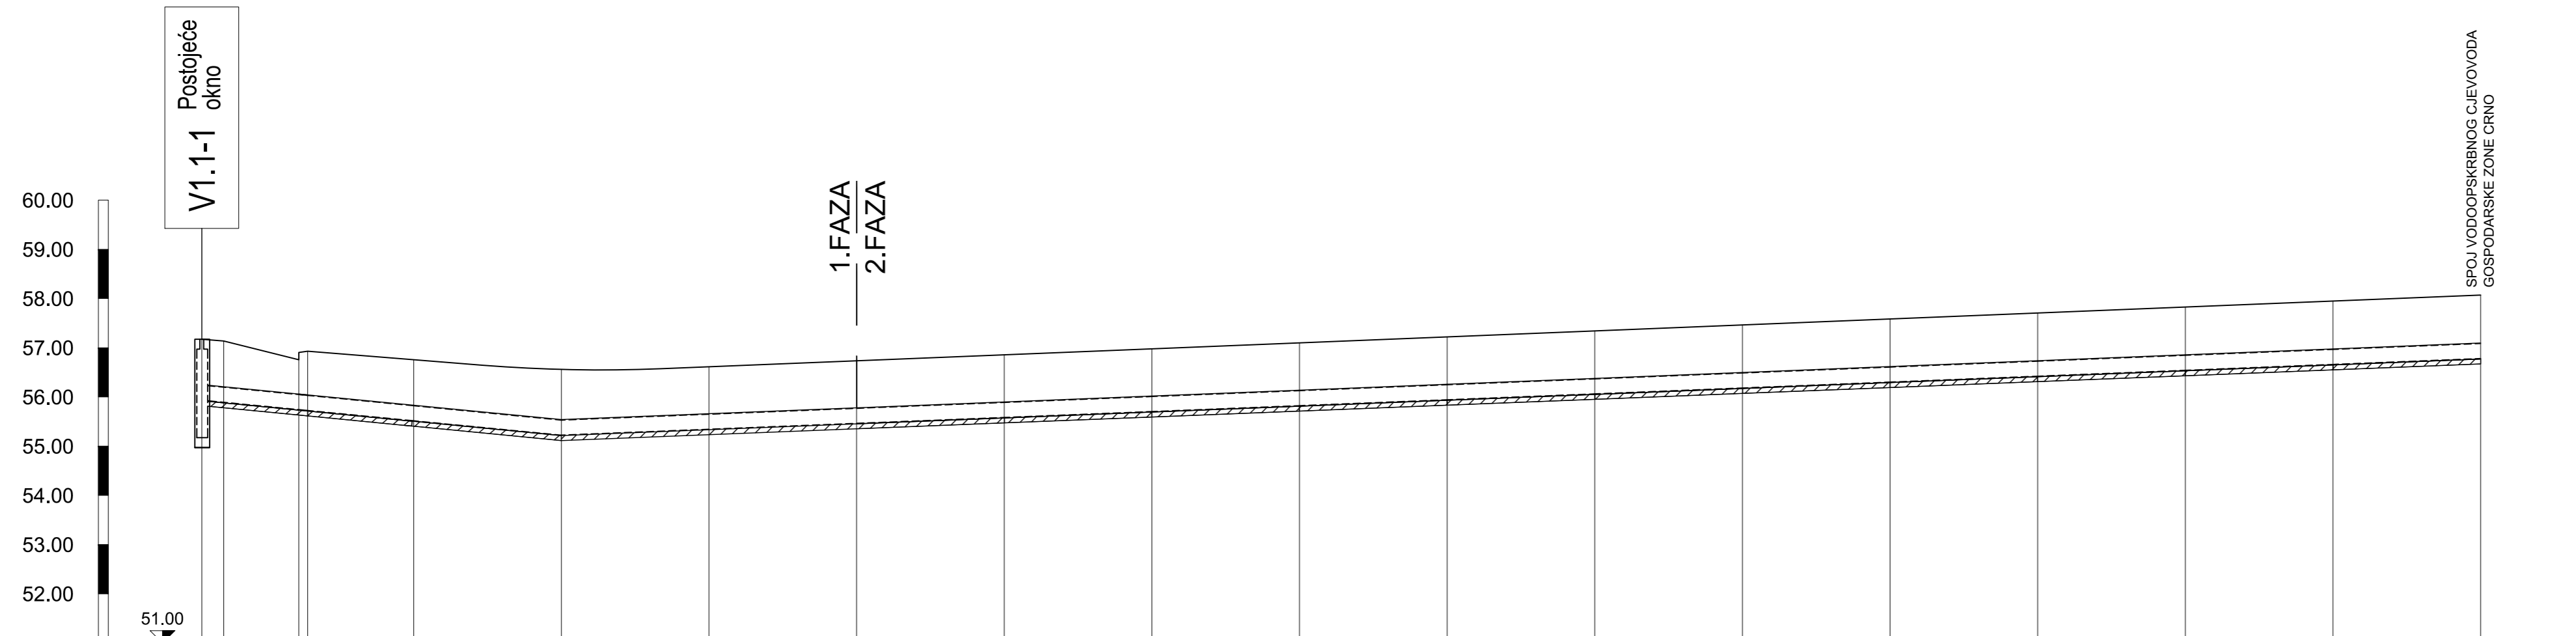 V1.1-1 Postojeće
okno
1.FAZA
2.FAZA
SPOJ VODOOPSKRBNOG CJEVOVODA
GOSPODARSKE ZONE CRNO
60.00
59.00
58.00
57.00
56.00
55.00
54.00
53.00
52.00
51.00